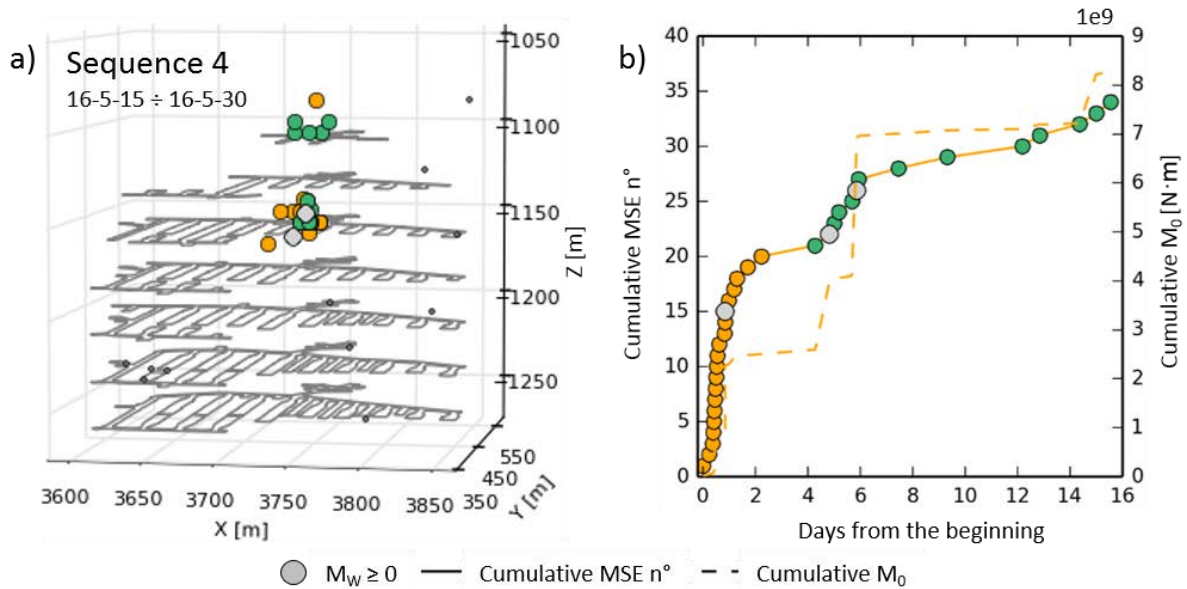 a) Sequence 4
16-5-15 ÷ 16-5-30
1050
1100
1150
1200
1250
Z [m]
3600 3650 3700 3750 3800 3850
X [m]
350 450 550
Y [m]
b)
1e9
40
35
30
25
20
15
10
5
0
Cumulative MSE n°
9
8
7
6
5
4
3
2
1
0
Cumulative M₀ [N·m]
0 2 4 6 8 10 12 14 16
Days from the beginning
M_W ≥ 0 Cumulative MSE n° Cumulative M₀